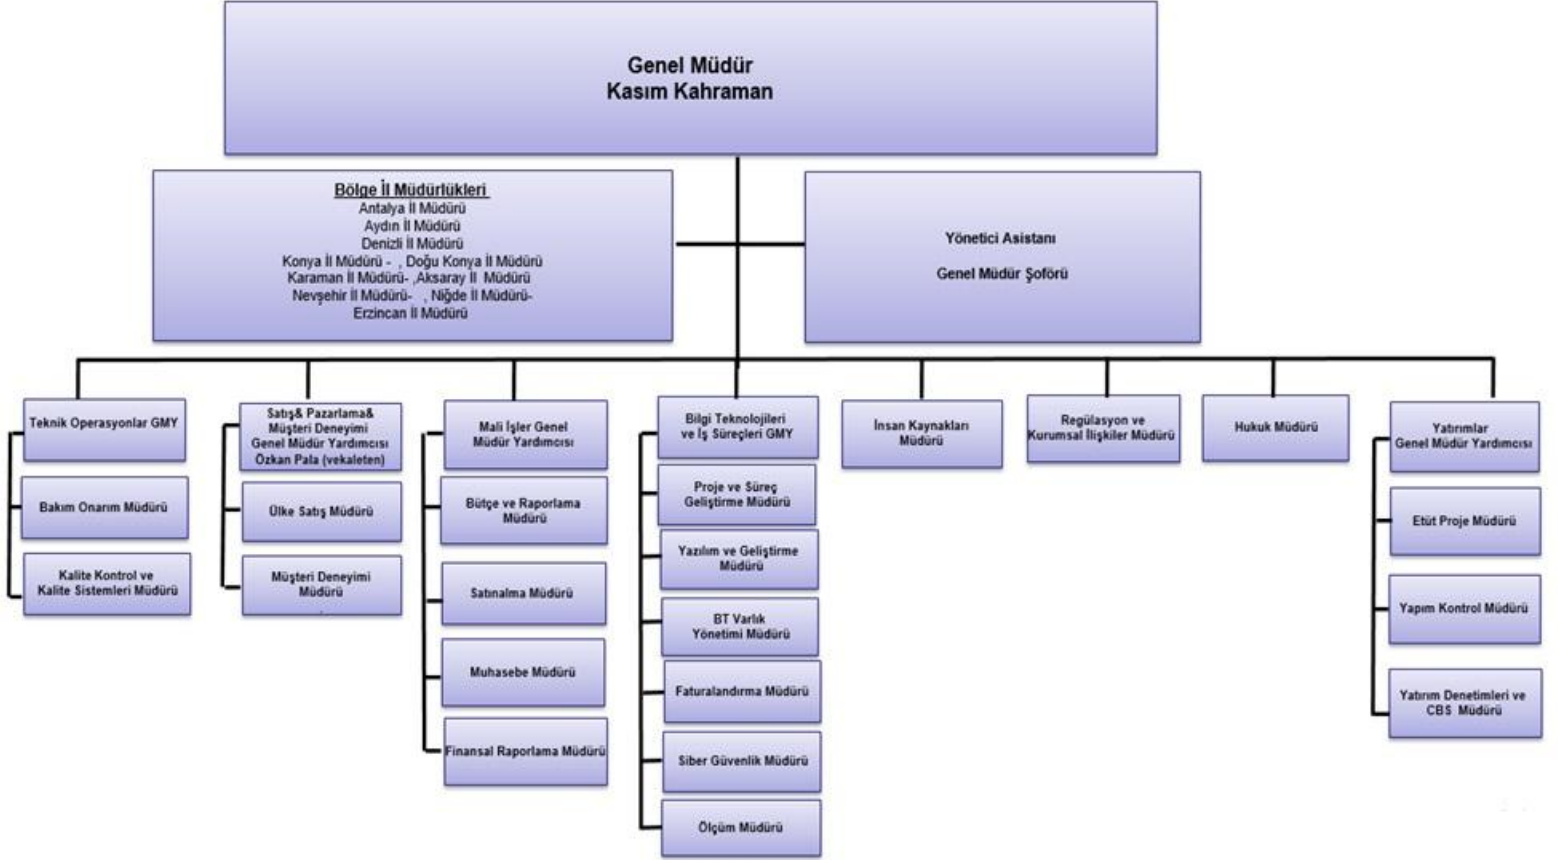 Genel Müdür
Kasım Kahraman
Bölge İl Müdürlükleri
Antalya İl Müdürü
Aydın İl Müdürü
Denizli İl Müdürü
Konya İl Müdürü - , Doğu Konya İl Müdürü
Karaman İl Müdürü- ,Aksaray İl Müdürü
Nevşehir İl Müdürü- , Niğde İl Müdürü-
Erzincan İl Müdürü
Yönetici Asistanı
Genel Müdür Şoförü
Teknik Operasyonlar GMY
Bakım Onarım Müdürü
Kalite Kontrol ve
Kalite Sistemleri Müdürü
Satış& Pazarlama&
Müşteri Deneyimi
Genel Müdür Yardımcısı
Özkan Pala (vekaleten)
Ülke Satış Müdürü
Müşteri Deneyimi
Müdürü
Mali İşler Genel
Müdür Yardımcısı
Bütçe ve Raporlama
Müdürü
Satınalma Müdürü
Muhasebe Müdürü
Finansal Raporlama Müdürü
Bilgi Teknolojileri
ve İş Süreçleri GMY
Proje ve Süreç
Geliştirme Müdürü
Yazılım ve Geliştirme
Müdürü
BT Varlık
Yönetimi Müdürü
Faturalandırma Müdürü
Siber Güvenlik Müdürü
Ölçüm Müdürü
İnsan Kaynakları
Müdürü
Regülasyon ve
Kurumsal İlişkiler Müdürü
Hukuk Müdürü
Yatırımlar
Genel Müdür Yardımcısı
Etüt Proje Müdürü
Yapım Kontrol Müdürü
Yatırım Denetimleri ve
CBS Müdürü